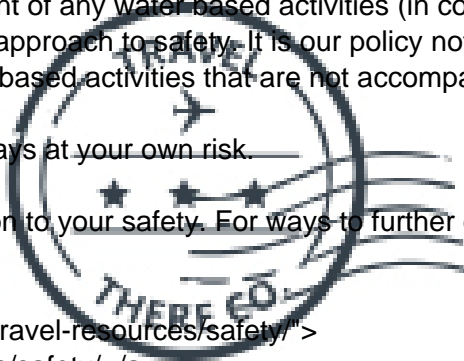 nt of any water based activities (in co
approach to safety. It is our policy no
based activities that are not accompa
TRAVEL
ays at your own risk.
n to your safety. For ways to further
THERE CO.
ravel-resources/safety/">